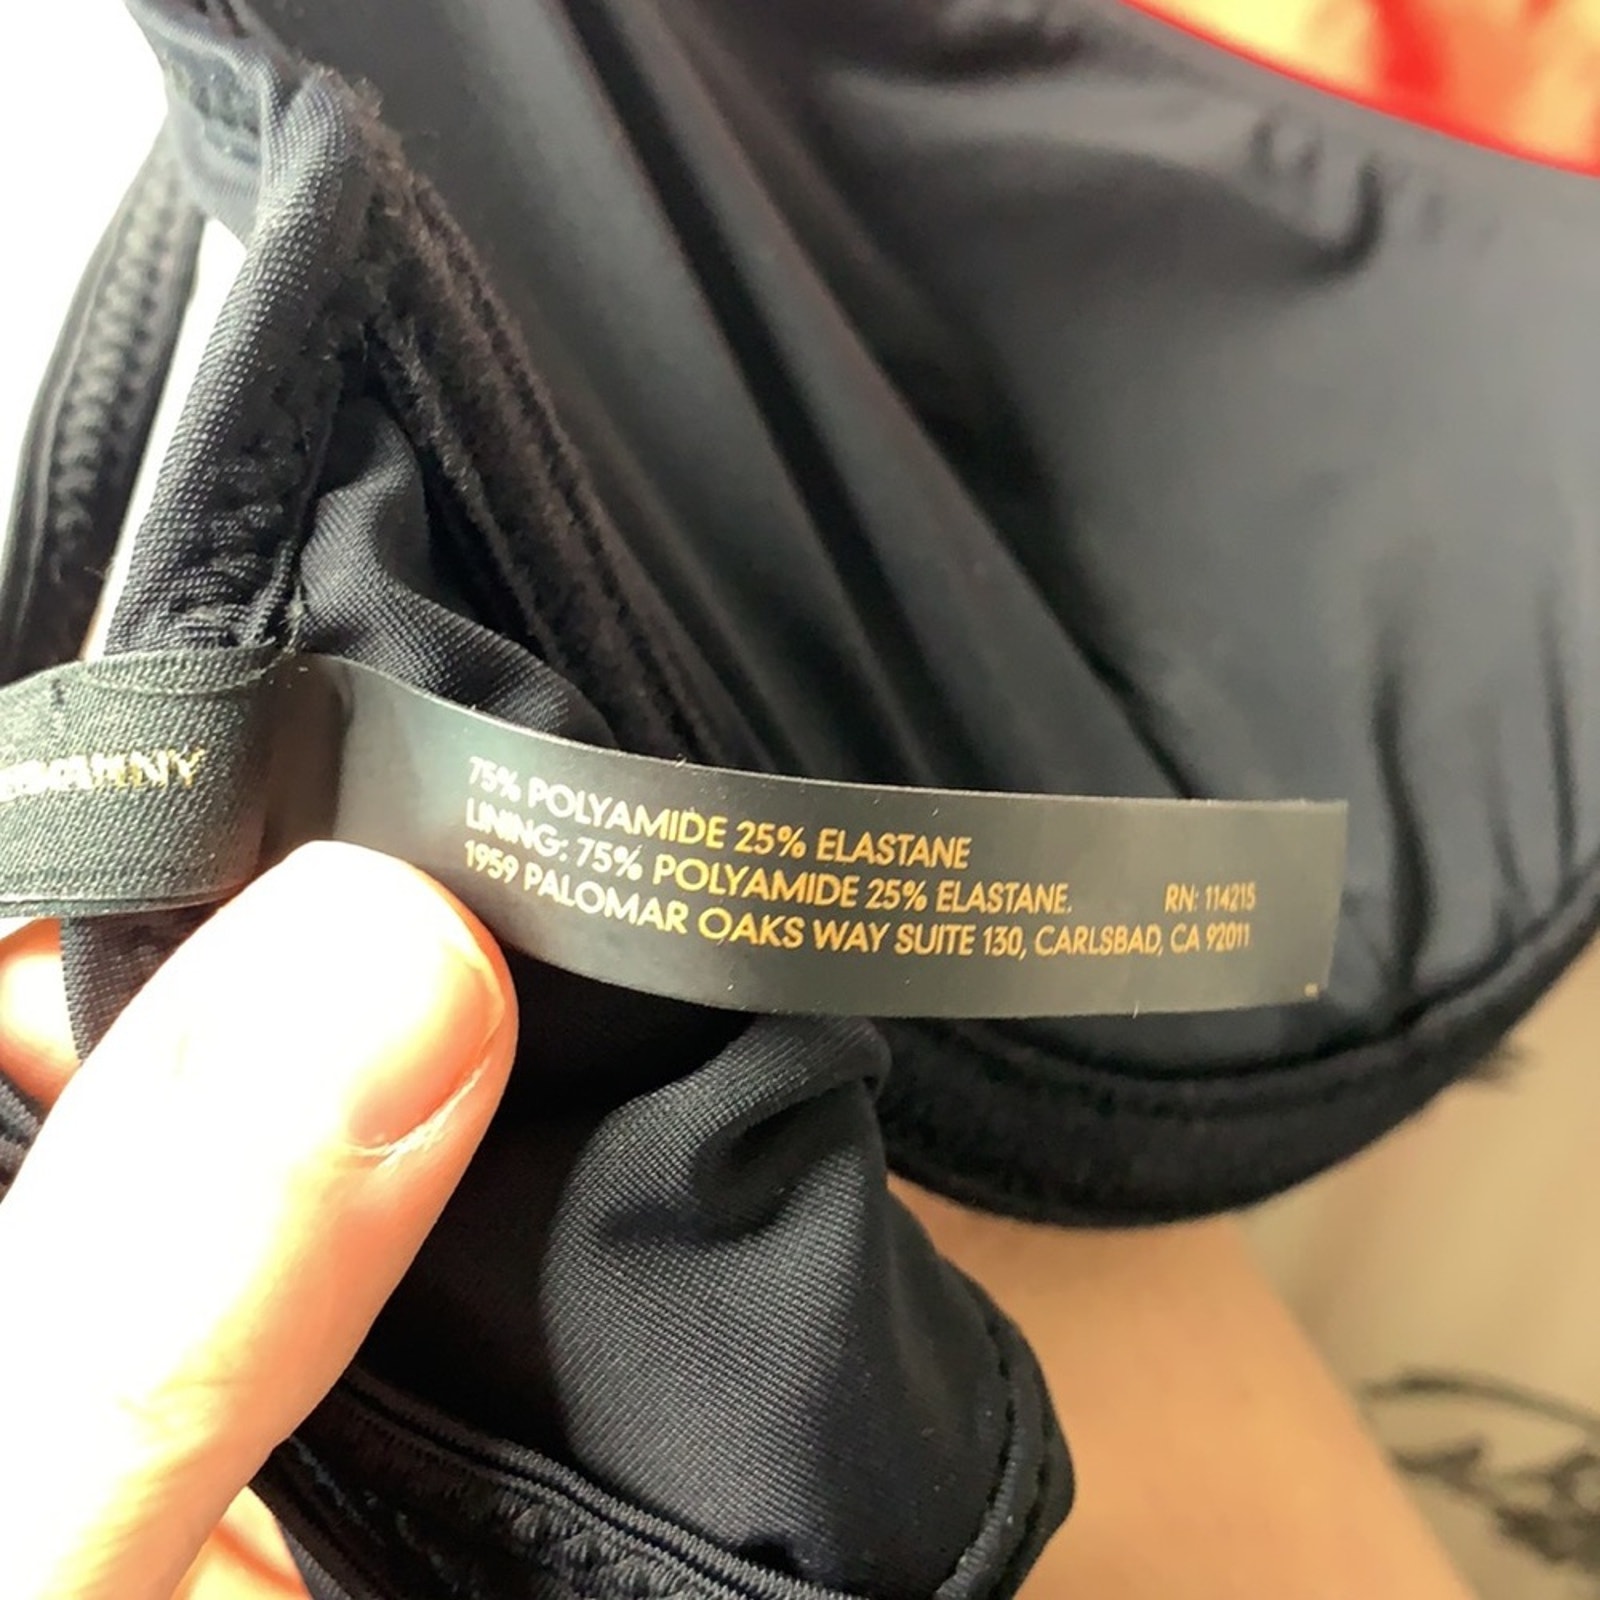 75% POLYAMIDE 25% ELASTANE
LINING: 75% POLYAMIDE 25% ELASTANE. RN: 114215
1959 PALOMAR OAKS WAY SUITE 130, CARLSBAD, CA 92011